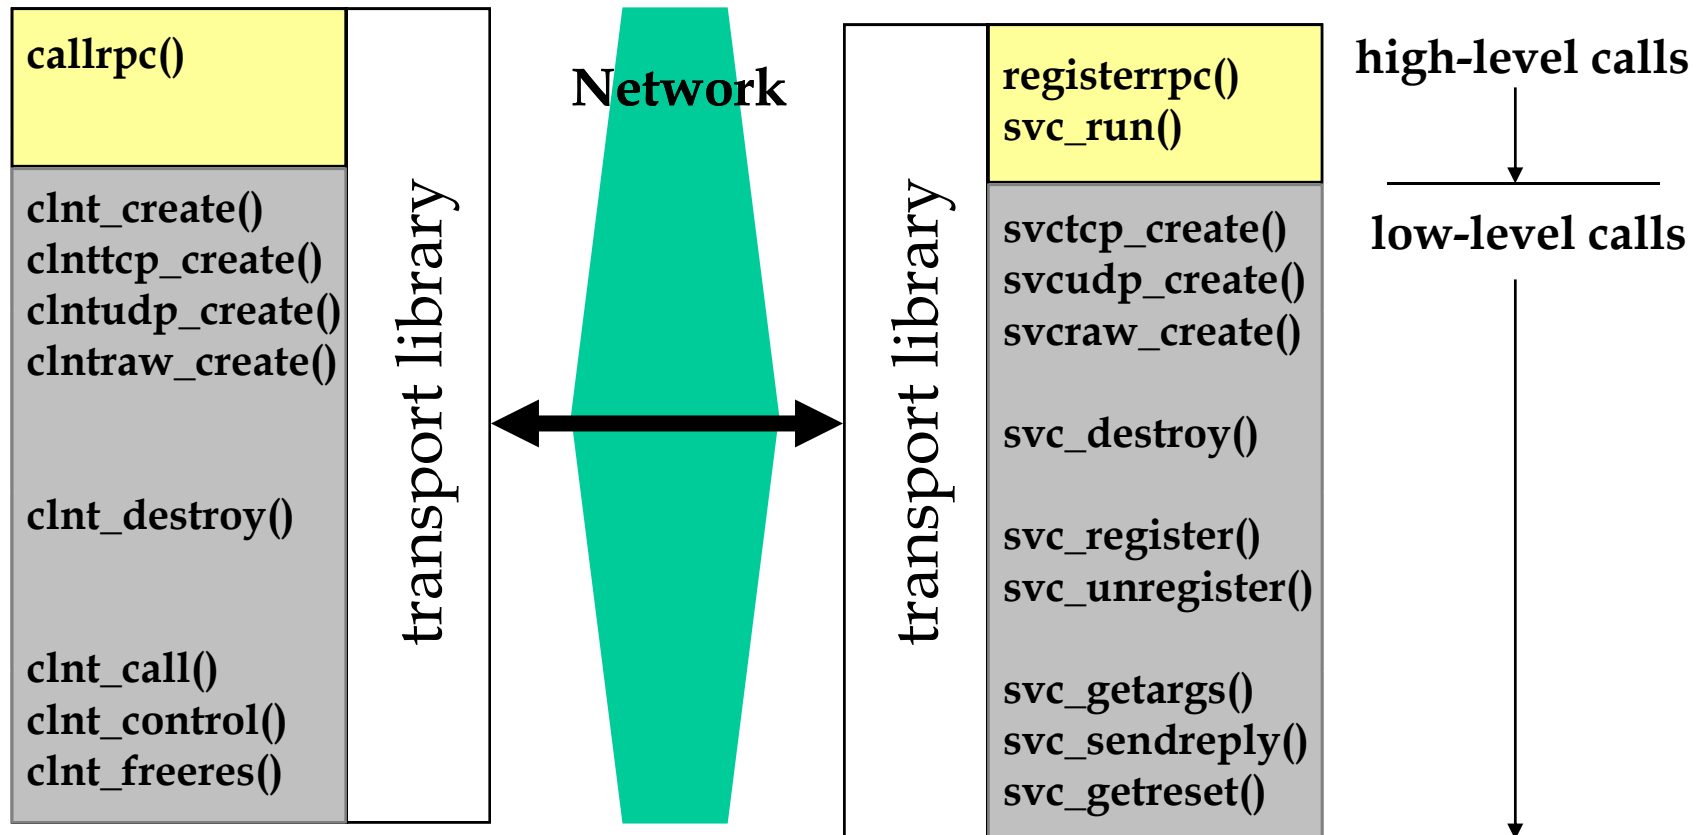 callrpc()
clnt_create()
clnttcp_create()
clntudp_create()
clntraw_create()
clnt_destroy()
clnt_call()
clnt_control()
clnt_freeres()
transport library
Network
transport library
registerrpc()
svc_run()
svctcp_create()
svcudp_create()
svcraw_create()
svc_destroy()
svc_register()
svc_unregister()
svc_getargs()
svc_sendreply()
svc_getreset()
high-level calls
low-level calls